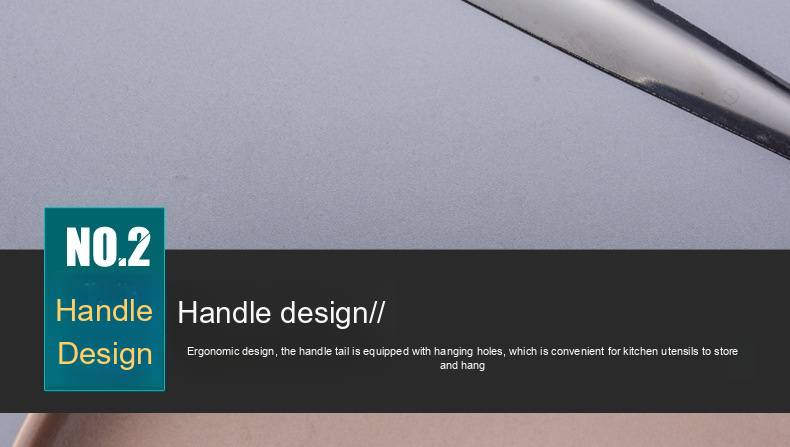 NO.2
Handle
Design
Handle design//
Ergonomic design, the handle tail is equipped with hanging holes, which is convenient for kitchen utensils to store
and hang